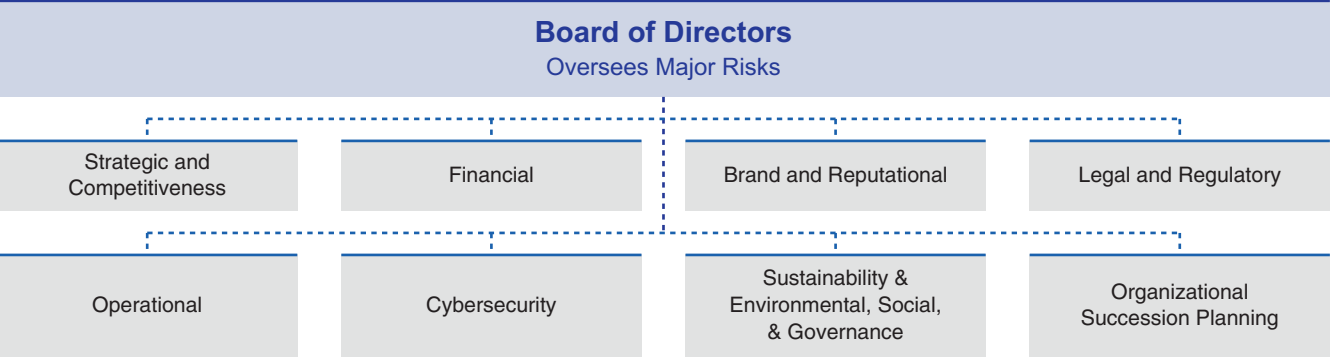 Board of Directors
Oversees Major Risks
Strategic and
Competitiveness
Financial
Brand and Reputational
Legal and Regulatory
Operational
Cybersecurity
Sustainability &
Environmental, Social,
& Governance
Organizational
Succession Planning